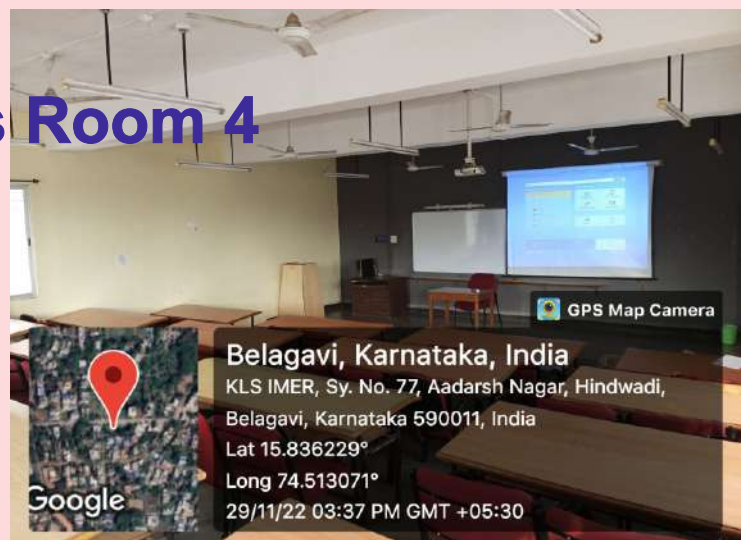 s Room 4
GPS Map Camera
Belagavi, Karnataka, India
KLS IMER, Sy. No. 77, Aadarsh Nagar, Hindwadi,
Belagavi, Karnataka 590011, India
Lat 15.836229°
Long 74.513071°
29/11/22 03:37 PM GMT +05:30
Google